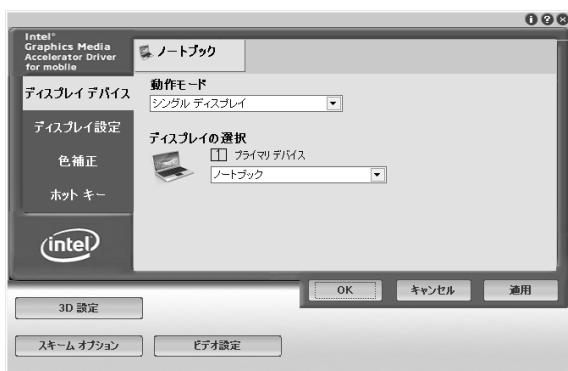 Intel®
Graphics Media
Accelerator Driver
for mobile
ノートブック
ディスプレイ デバイス
ディスプレイ設定
色補正
ホット キー
intel
動作モード
シングル ディスプレイ
ディスプレイの選択
プライマリ デバイス
ノートブック
OK
キャンセル
適用
3D 設定
スキーム オプション
ビデオ設定